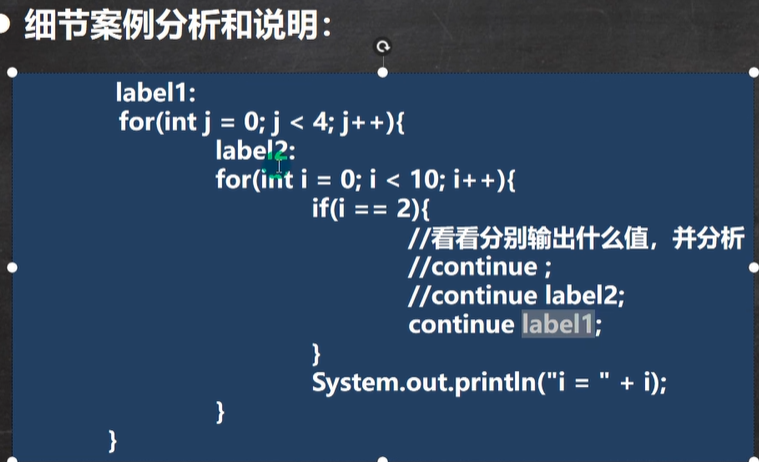 细节案例分析和说明：
label1:
for(int j = 0; j < 4; j++){
label2:
for(int i = 0; i < 10; i++){
if(i == 2){
//看看分别输出什么值，并分析
//continue ;
//continue label2;
continue label1;
}
System.out.println("i = " + i);
}
}